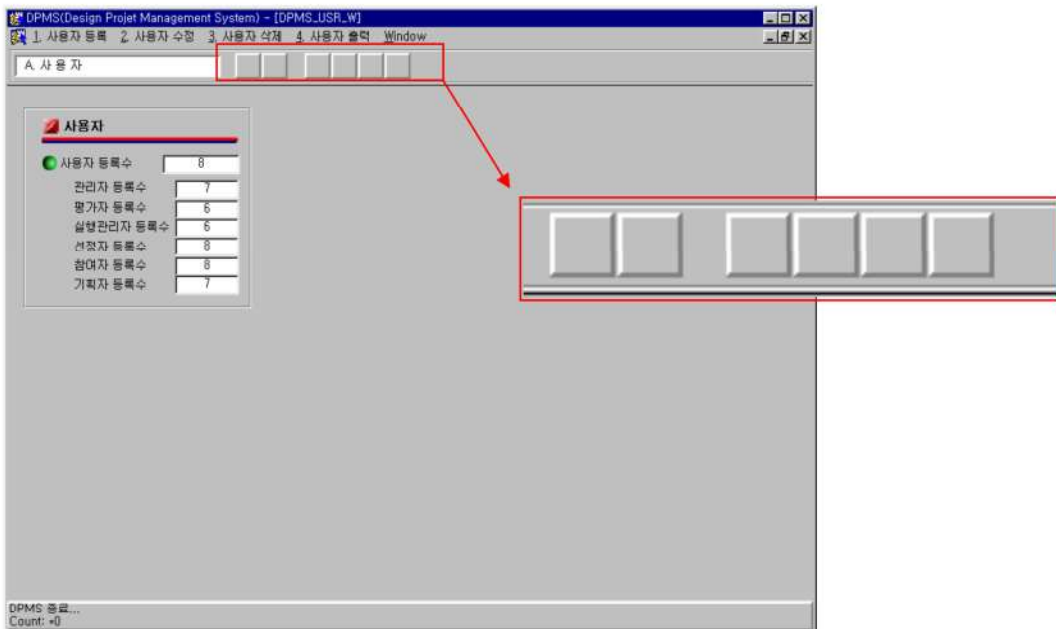 DPMS(Design Projet Management System) - [DPMS_USR_W]
1. 사용자 등록 2. 사용자 수정 3. 사용자 삭제 4. 사용자 출력 Window
A. 사 용 자
사용자
사용자 등록수 8
관리자 등록수 7
평가자 등록수 6
실행관리자 등록수 6
선정자 등록수 8
참여자 등록수 8
기획자 등록수 7
DPMS 종료...
Count: *0